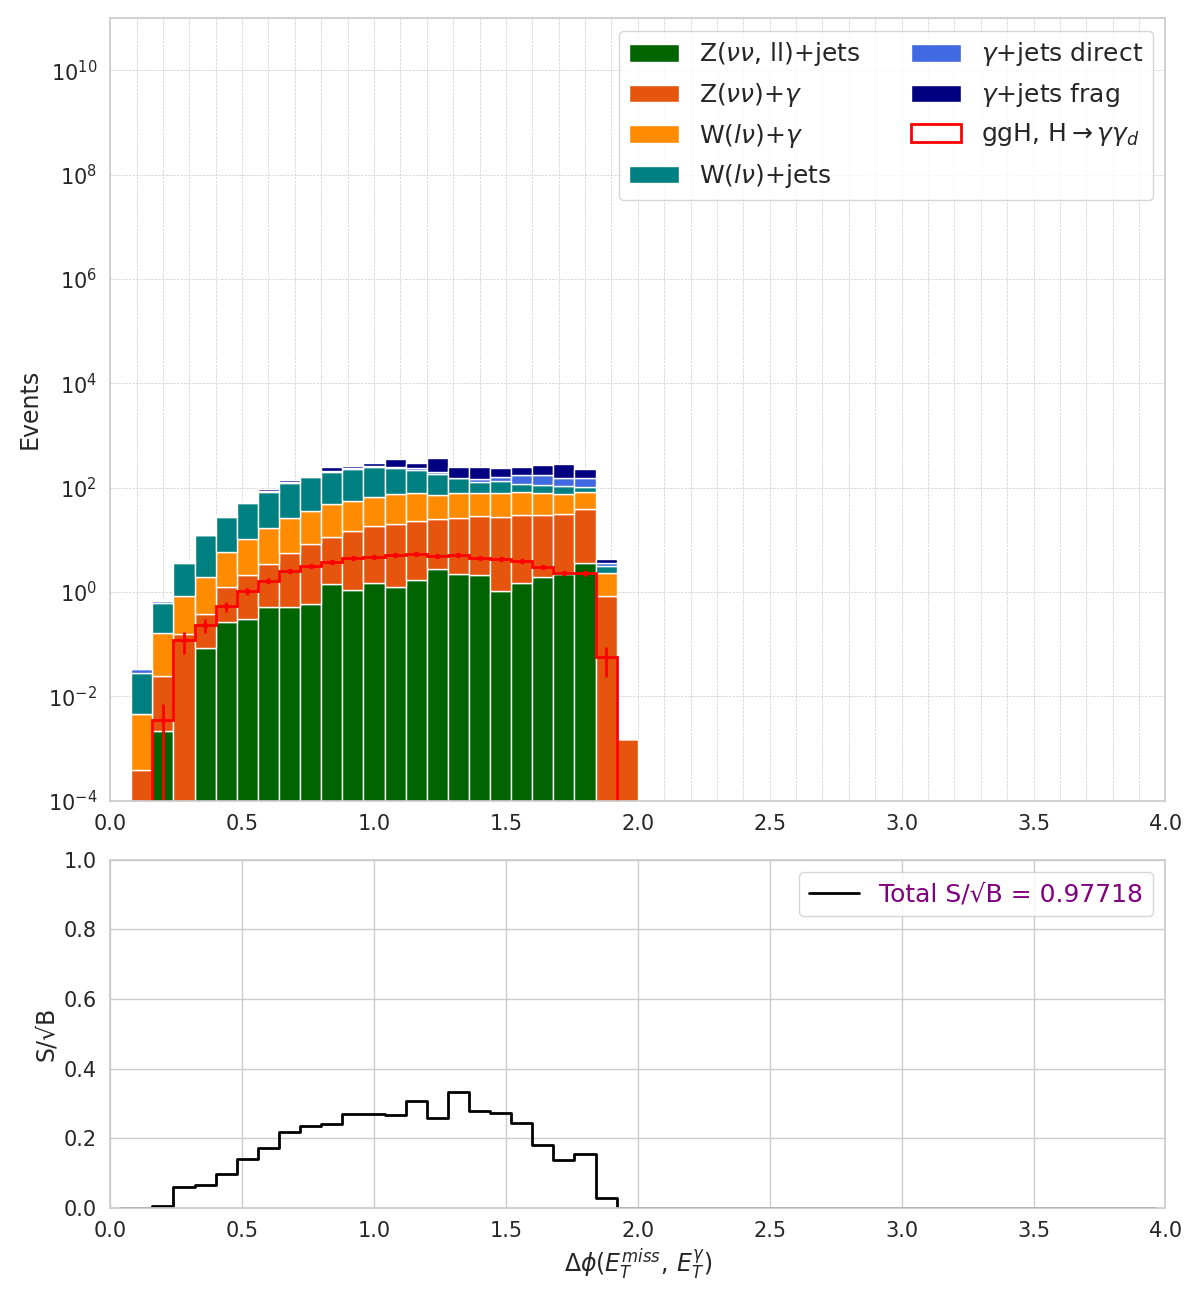 Z(νν, ll)+jets
Z(νν)+γ
W(lν)+γ
W(lν)+jets
γ+jets direct
γ+jets frag
ggH, H→γγ_d
Events
10^10
10^8
10^6
10^4
10^2
10^0
10^−2
10^−4
0.0 0.5 1.0 1.5 2.0 2.5 3.0 3.5 4.0
Total S/√B = 0.97718
S/√B
1.0
0.8
0.6
0.4
0.2
0.0
0.0 0.5 1.0 1.5 2.0 2.5 3.0 3.5 4.0
Δϕ(E_T^miss, E_T^γ)